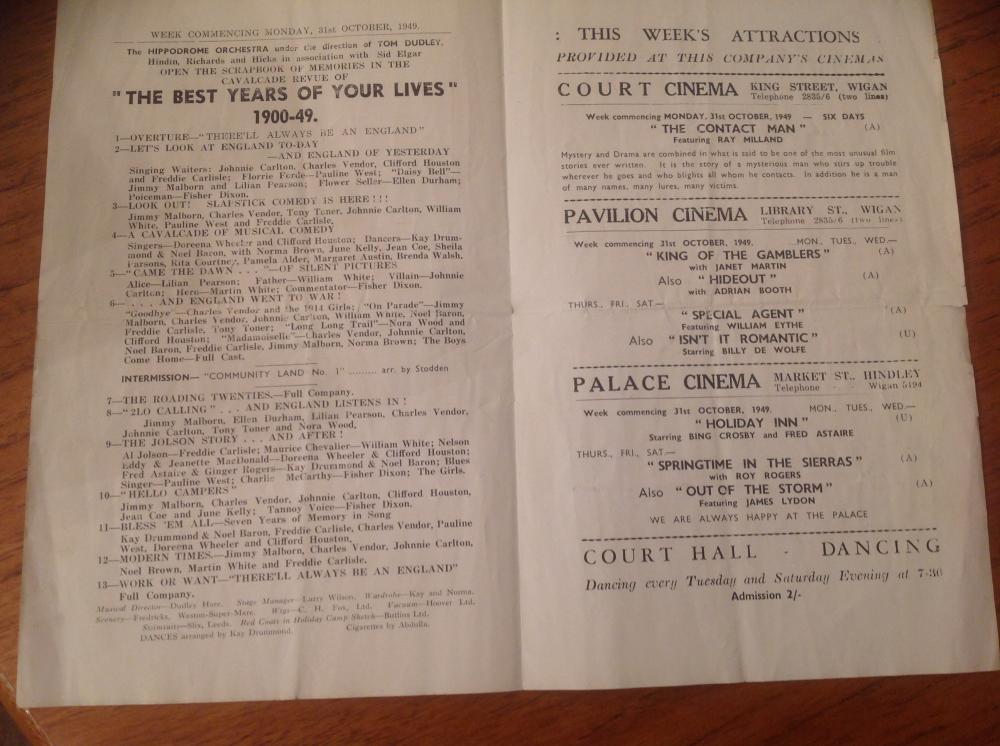 WEEK COMMENCING MONDAY, 31st OCTOBER, 1949.
The HIPPODROME ORCHESTRA under the direction of TOM DUDLEY.
Hindin, Richards and Hicks in association with Sid Elgar
OPEN THE SCRAPBOOK OF MEMORIES IN THE
CAVALCADE REVUE OF
"THE BEST YEARS OF YOUR LIVES"
1900-49.
1—OVERTURE—"THERE'LL ALWAYS BE AN ENGLAND"
2—LET'S LOOK AT ENGLAND TO-DAY
—AND ENGLAND OF YESTERDAY
Singing Waiters: Johnnie Carlton, Charles Vendor, Clifford Houston
and Freddie Carlisle; Florrie Forde—Pauline West; "Daisy Bell"—
Jimmy Malborn and Lilian Pearson; Flower Seller—Ellen Durham;
Policeman—Fisher Dixon.
3—LOOK OUT! SLAPSTICK COMEDY IS HERE!!!
Jimmy Malborn, Charles Vendor, Tony Toner, Johnnie Carlton, William
White, Pauline West and Freddie Carlisle.
4—A CAVALCADE OF MUSICAL COMEDY
Singers—Doreena Wheeler and Clifford Houston; Dancers—Kay Drum-
mond & Noel Baron, with Norma Brown, June Kelly, Jean Coe, Sheila
Parsons, Rita Courtney, Pamela Alder, Margaret Austin, Brenda Walsh.
5—"CAME THE DAWN . . ."—OF SILENT PICTURES
Alice—Lilian Pearson; Father—William White; Villain—Johnnie
Carlton; Hero—Martin White; Commentator—Fisher Dixon.
6— . . . AND ENGLAND WENT TO WAR!
"Goodbye"—Charles Vendor and the 1914 Girls; "On Parade"—Jimmy
Malborn, Charles Vendor, Johnnie Carlton, William White, Noel Baron,
Freddie Carlisle, Tony Toner; "Long Long Trail"—Nora Wood and
Clifford Houston; "Madamoiselle"—Charles Vendor, Johnnie Carlton,
Noel Baron, Freddie Carlisle, Jimmy Malborn, Norma Brown; The Boys
Come Home—Full Cast.
INTERMISSION— "COMMUNITY LAND No. 1" ......... arr. by Stodden
7—THE ROADING TWENTIES.—Full Company.
8—"2LO CALLING" . . . AND ENGLAND LISTENS IN!
Jimmy Malborn, Ellen Durham, Lilian Pearson, Charles Vendor,
Johnnie Carlton, Tony Toner and Nora Wood.
9—THE JOLSON STORY . . . AND AFTER!
Al Jolson—Freddie Carlisle; Maurice Chevalier—William White; Nelson
Eddy & Jeanette MacDonald—Doreena Wheeler & Clifford Houston;
Fred Astaire & Ginger Rogers—Kay Drummond & Noel Baron; Blues
Singer—Pauline West; Charlie McCarthy—Fisher Dixon; The Girls.
10—"HELLO CAMPERS"
Jimmy Malborn, Charles Vendor, Johnnie Carlton, Clifford Houston,
Jean Coe and June Kelly; Tannoy Voice—Fisher Dixon.
11—BLESS 'EM ALL—Seven Years of Memory in Song
Kay Drummond & Noel Baron, Freddie Carlisle, Charles Vendor, Pauline
West, Doreena Wheeler and Clifford Houston.
12—MODERN TIMES.—Jimmy Malborn, Charles Vendor, Johnnie Carlton,
Noel Brown, Martin White and Freddie Carlisle.
13—WORK OR WANT—"THERE'LL ALWAYS BE AN ENGLAND"
Full Company.
Musical Director—Dudley Hare. Stage Manager—Larry Wilson. Wardrobe—Kay and Norma.
Scenery—Fredricks, Weston-Super-Mare. Wigs—C. H. Fox, Ltd. Vacuum—Hoover Ltd.
Swimsuits—Slix, Leeds. Red Coats in Holiday Camp Sketch—Butlins Ltd.
DANCES arranged by Kay Drummond. Cigarettes by Abdulla.
: THIS WEEK'S ATTRACTIONS
PROVIDED AT THIS COMPANY'S CINEMAS
COURT CINEMA KING STREET, WIGAN
Telephone 2835/6 (two lines)
Week commencing MONDAY, 31st OCTOBER, 1949 — SIX DAYS
"THE CONTACT MAN" (A)
Featuring RAY MILLAND
Mystery and Drama are combined in what is said to be one of the most unusual film
stories ever written. It is the story of a mysterious man who stirs up trouble
wherever he goes and who blights all whom he contacts. In addition he is a man
of many names, many lures, many victims.
PAVILION CINEMA LIBRARY ST., WIGAN
Telephone 2835/6 (two lines)
Week commencing 31st OCTOBER, 1949. MON., TUES., WED.—
"KING OF THE GAMBLERS" (A)
with JANET MARTIN
Also "HIDEOUT" (A)
with ADRIAN BOOTH
THURS., FRI., SAT.—
"SPECIAL AGENT" (A)
Featuring WILLIAM EYTHE
Also "ISN'T IT ROMANTIC" (U)
Starring BILLY DE WOLFE
PALACE CINEMA MARKET ST., HINDLEY
Telephone - - Wigan 5194
Week commencing 31st OCTOBER, 1949. MON., TUES., WED.—
"HOLIDAY INN" (U)
Starring BING CROSBY and FRED ASTAIRE
THURS., FRI., SAT.—
"SPRINGTIME IN THE SIERRAS" (A)
with ROY ROGERS
Also "OUT OF THE STORM" (A)
Featuring JAMES LYDON
WE ARE ALWAYS HAPPY AT THE PALACE
COURT HALL - DANCING
Dancing every Tuesday and Saturday Evening at 7-30
Admission 2/-